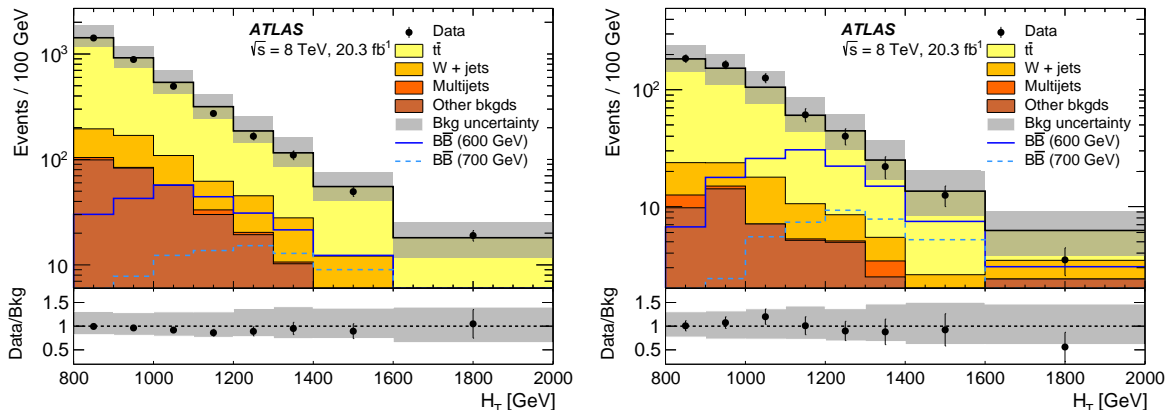 Events / 100 GeV
10³
10²
10
ATLAS
√s = 8 TeV, 20.3 fb⁻¹
Data
tt̄
W + jets
Multijets
Other bkgds
Bkg uncertainty
BB̄ (600 GeV)
BB̄ (700 GeV)
Data/Bkg
1.5
1
0.5
800 1000 1200 1400 1600 1800 2000
H_T [GeV]
Events / 100 GeV
10²
10
ATLAS
√s = 8 TeV, 20.3 fb⁻¹
Data
tt̄
W + jets
Multijets
Other bkgds
Bkg uncertainty
BB̄ (600 GeV)
BB̄ (700 GeV)
Data/Bkg
1.5
1
0.5
800 1000 1200 1400 1600 1800 2000
H_T [GeV]